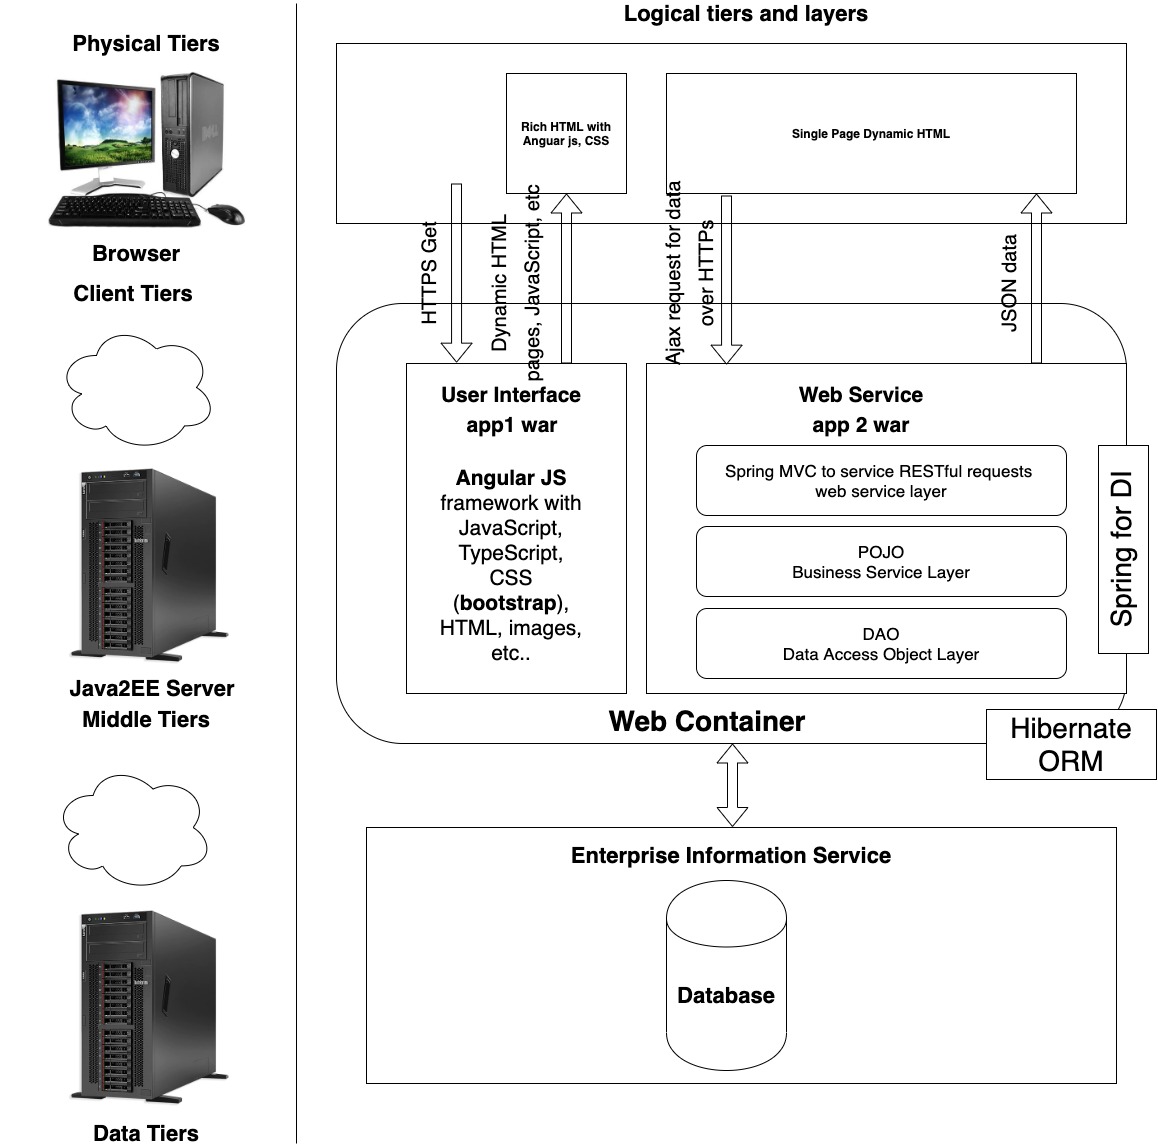 Logical tiers and layers
Physical Tiers
Browser
Client Tiers
Java2EE Server
Middle Tiers
Data Tiers
Rich HTML with
Anguar js, CSS
Single Page Dynamic HTML
HTTPS Get
Dynamic HTML
pages, JavaScript, etc
Ajax request for data
over HTTPs
JSON data
User Interface
app1 war
Angular JS
framework with
JavaScript,
TypeScript,
CSS
(bootstrap),
HTML, images,
etc..
Web Service
app 2 war
Spring MVC to service RESTful requests
web service layer
POJO
Business Service Layer
DAO
Data Access Object Layer
Spring for DI
Web Container
Hibernate
ORM
Enterprise Information Service
Database